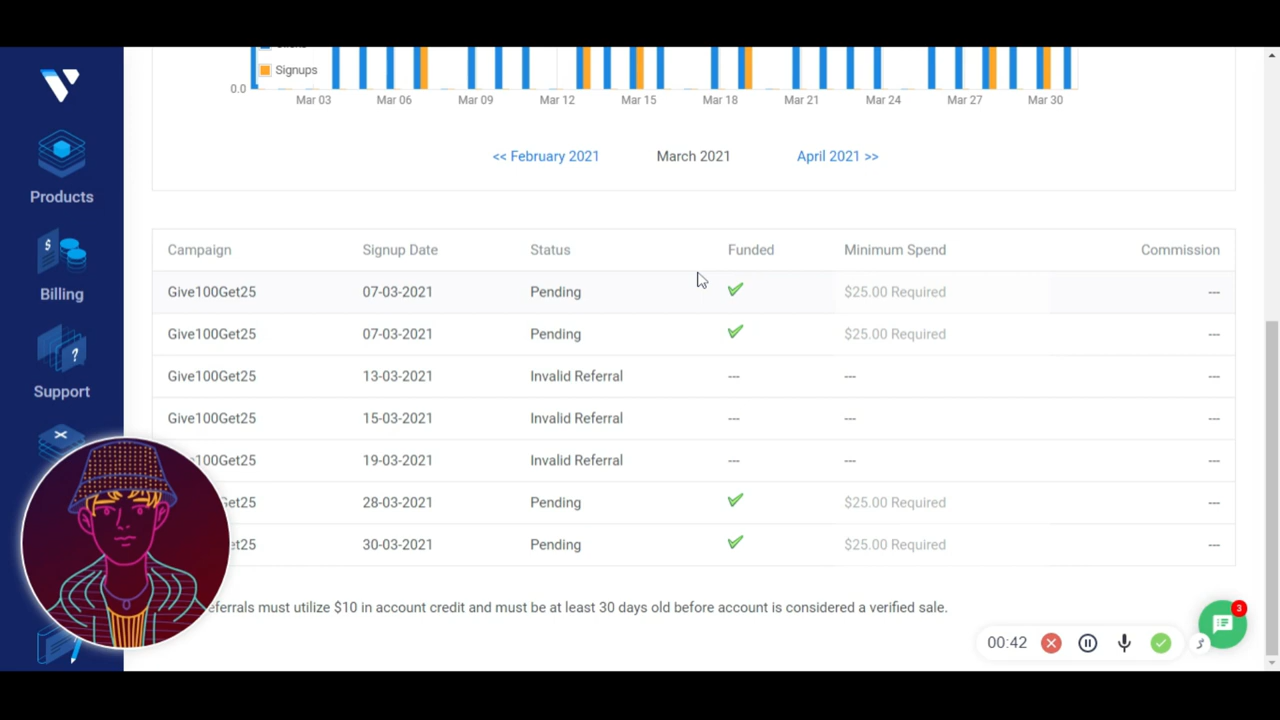 Signups
0.0
Mar 03 Mar 06 Mar 09 Mar 12 Mar 15 Mar 18 Mar 21 Mar 24 Mar 27 Mar 30
<< February 2021 March 2021 April 2021 >>
Products
Billing
Support
Campaign Signup Date Status Funded Minimum Spend Commission
Give100Get25 07-03-2021 Pending $25.00 Required ---
Give100Get25 07-03-2021 Pending $25.00 Required ---
Give100Get25 13-03-2021 Invalid Referral --- --- ---
Give100Get25 15-03-2021 Invalid Referral --- --- ---
100Get25 19-03-2021 Invalid Referral --- --- ---
Get25 28-03-2021 Pending $25.00 Required ---
et25 30-03-2021 Pending $25.00 Required ---
eferrals must utilize $10 in account credit and must be at least 30 days old before account is considered a verified sale.
3
00:42